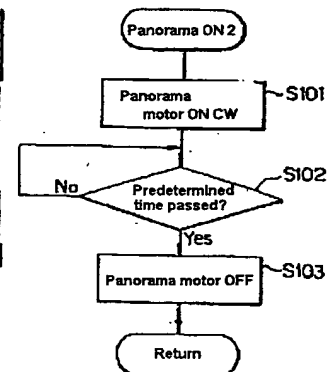 Panorama ON 2
Panorama
motor ON CW
S101
No
Predetermined
time passed?
S102
Yes
Panorama motor OFF
S103
Return